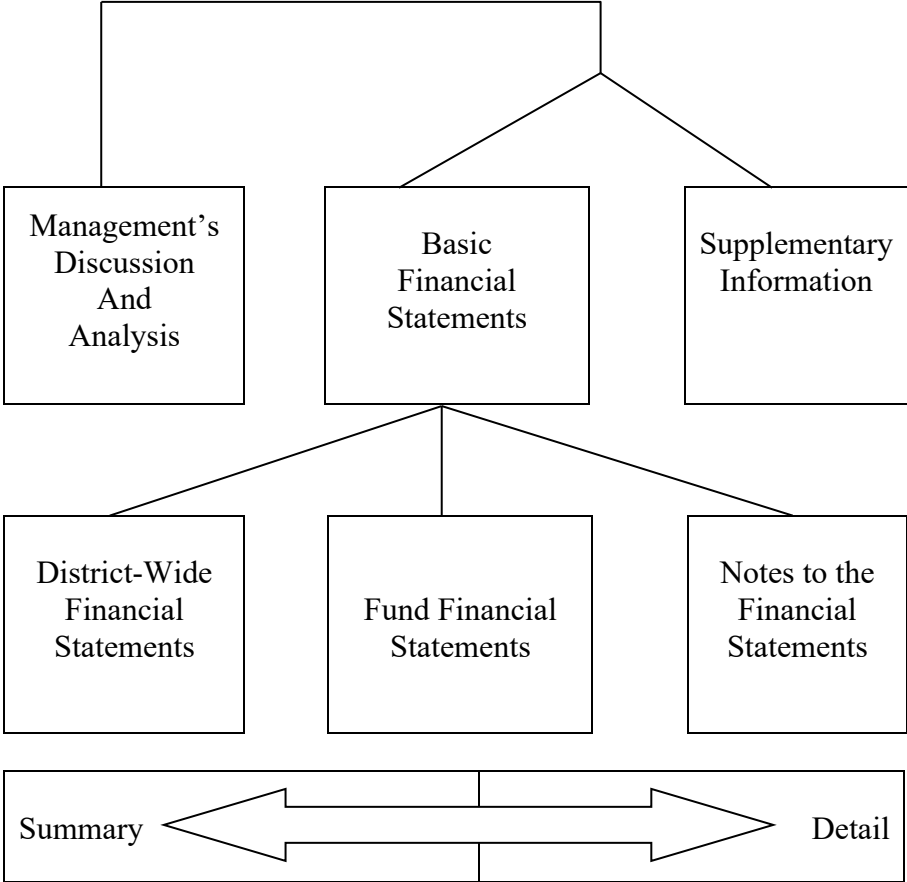 Management’s
Discussion
And
Analysis
Basic
Financial
Statements
Supplementary
Information
District-Wide
Financial
Statements
Fund Financial
Statements
Notes to the
Financial
Statements
Summary
Detail